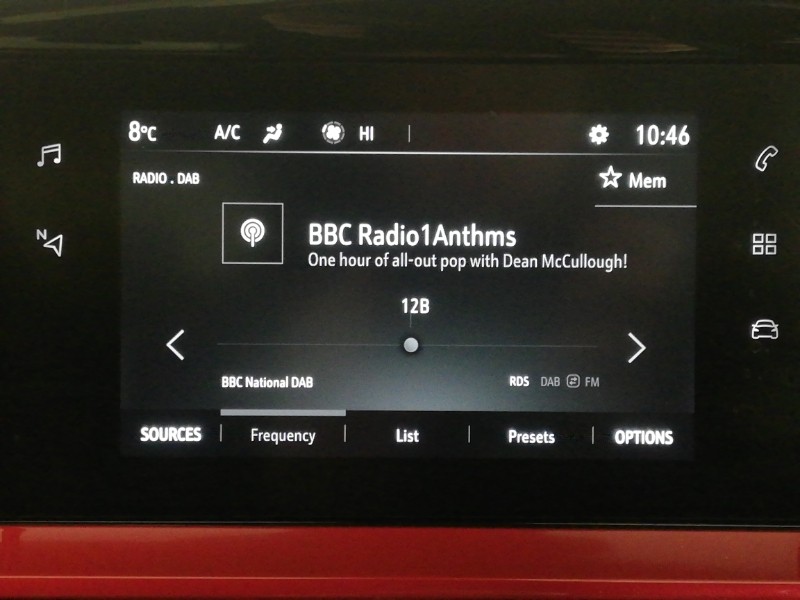 8°C A/C HI 10:46
RADIO . DAB
Mem
BBC Radio1Anthms
One hour of all-out pop with Dean McCullough!
12B
N
BBC National DAB RDS DAB FM
SOURCES Frequency List Presets OPTIONS